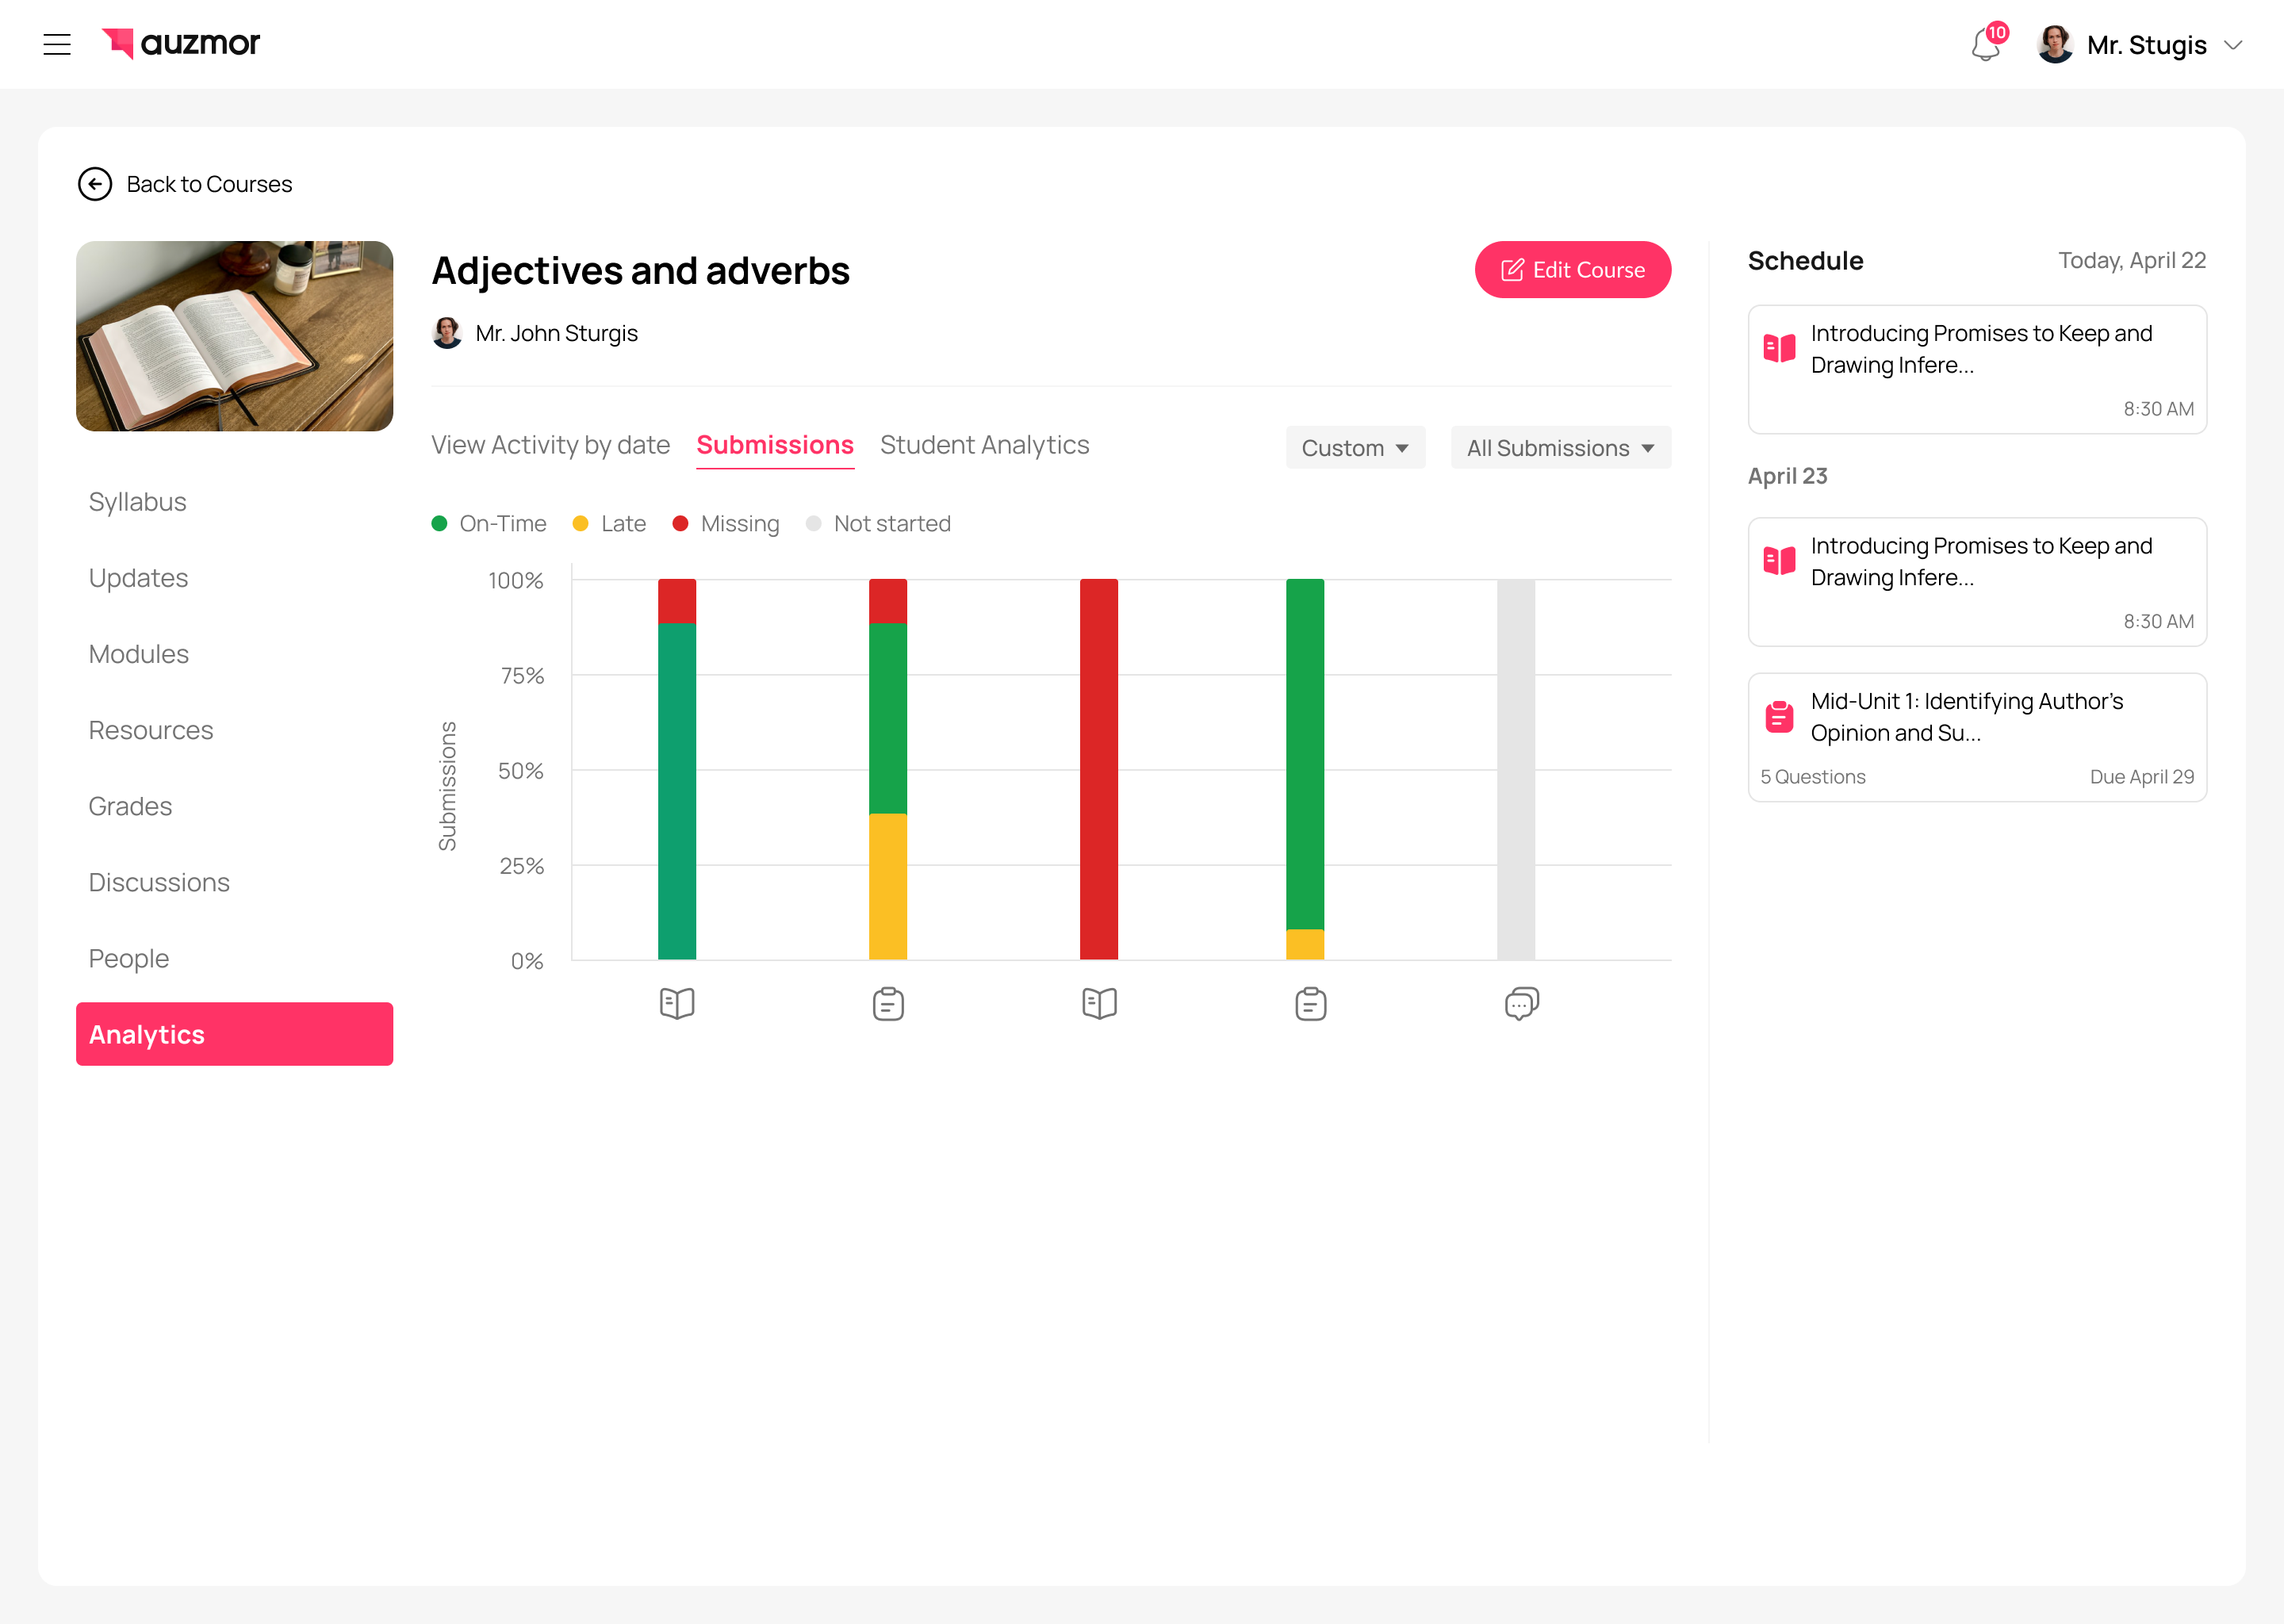 auzmor
10
Mr. Stugis
Back to Courses
Adjectives and adverbs
Edit Course
Mr. John Sturgis
View Activity by date
Submissions
Student Analytics
Custom
All Submissions
On-Time
Late
Missing
Not started
Submissions
100%
75%
50%
25%
0%
Syllabus
Updates
Modules
Resources
Grades
Discussions
People
Analytics
Schedule
Today, April 22
Introducing Promises to Keep and
Drawing Infere...
8:30 AM
April 23
Introducing Promises to Keep and
Drawing Infere...
8:30 AM
Mid-Unit 1: Identifying Author's
Opinion and Su...
5 Questions
Due April 29